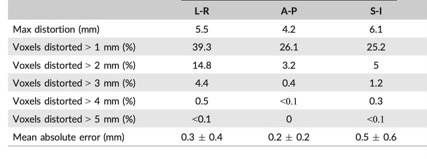 L-R A-P S-I
Max distortion (mm) 5.5 4.2 6.1
Voxels distorted > 1 mm (%) 39.3 26.1 25.2
Voxels distorted > 2 mm (%) 14.8 3.2 5
Voxels distorted > 3 mm (%) 4.4 0.4 1.2
Voxels distorted > 4 mm (%) 0.5 <0.1 0.3
Voxels distorted > 5 mm (%) <0.1 0 <0.1
Mean absolute error (mm) 0.3 ± 0.4 0.2 ± 0.2 0.5 ± 0.6